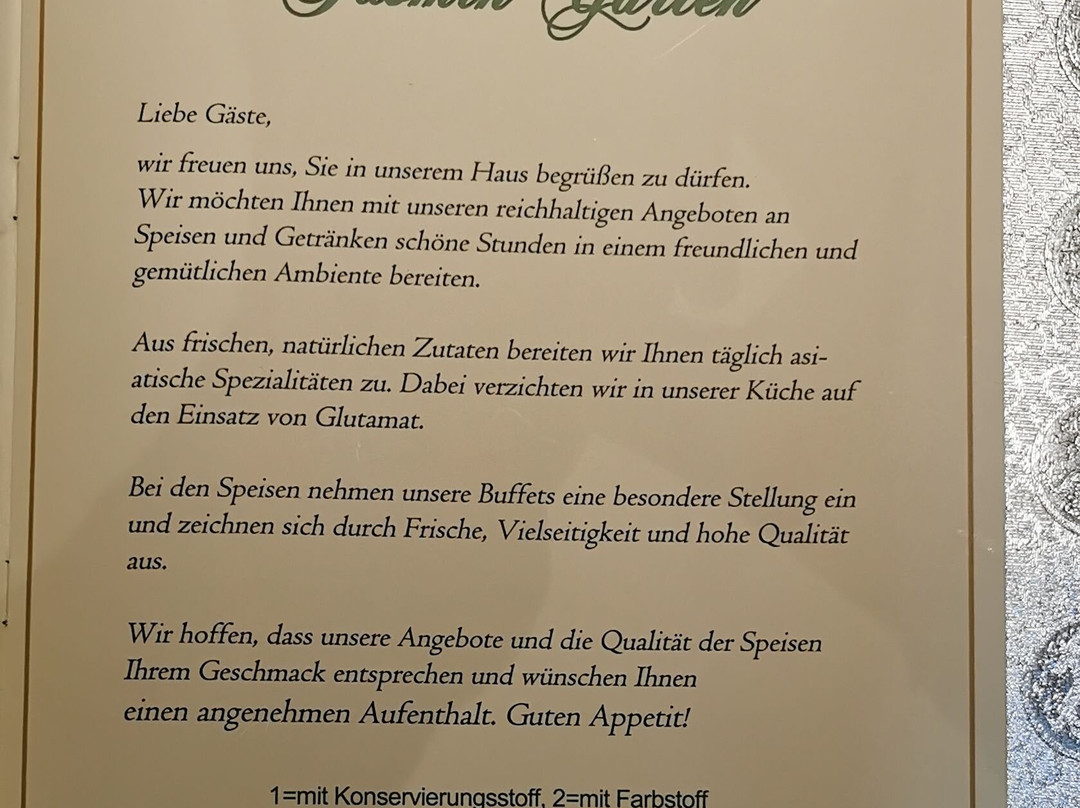 Jasmin Garten
Liebe Gäste,
wir freuen uns, Sie in unserem Haus begrüßen zu dürfen.
Wir möchten Ihnen mit unseren reichhaltigen Angeboten an
Speisen und Getränken schöne Stunden in einem freundlichen und
gemütlichen Ambiente bereiten.
Aus frischen, natürlichen Zutaten bereiten wir Ihnen täglich asi-
atische Spezialitäten zu. Dabei verzichten wir in unserer Küche auf
den Einsatz von Glutamat.
Bei den Speisen nehmen unsere Buffets eine besondere Stellung ein
und zeichnen sich durch Frische, Vielseitigkeit und hohe Qualität
aus.
Wir hoffen, dass unsere Angebote und die Qualität der Speisen
Ihrem Geschmack entsprechen und wünschen Ihnen
einen angenehmen Aufenthalt. Guten Appetit!
1=mit Konservierungsstoff, 2=mit Farbstoff